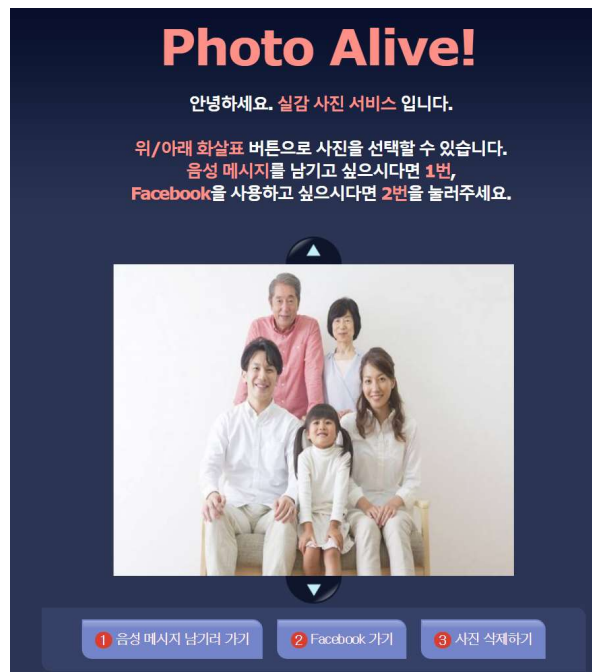 Photo Alive!
안녕하세요. 실감 사진 서비스 입니다.
위/아래 화살표 버튼으로 사진을 선택할 수 있습니다.
음성 메시지를 남기고 싶으시다면 1번,
Facebook을 사용하고 싶으시다면 2번을 눌러주세요.
1 음성 메시지 남기러 가기
2 Facebook 가기
3 사진 삭제하기